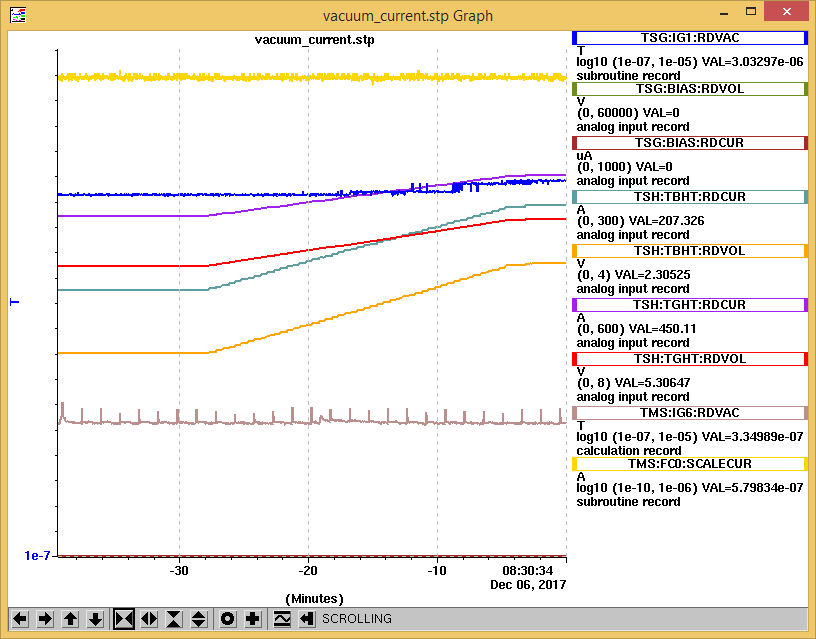 vacuum_current.stp Graph
vacuum_current.stp
T
1e-7
-30
-20
-10
08:30:34
Dec 06, 2017
(Minutes)
TSG:IG1:RDVAC
T
log10 (1e-07, 1e-05) VAL=3.03297e-06
subroutine record
TSG:BIAS:RDVOL
V
(0, 60000) VAL=0
analog input record
TSG:BIAS:RDCUR
uA
(0, 1000) VAL=0
analog input record
TSH:TBHT:RDCUR
A
(0, 300) VAL=207.326
analog input record
TSH:TBHT:RDVOL
V
(0, 4) VAL=2.30525
analog input record
TSH:TGHT:RDCUR
A
(0, 600) VAL=450.11
analog input record
TSH:TGHT:RDVOL
V
(0, 8) VAL=5.30647
analog input record
TMS:IG6:RDVAC
T
log10 (1e-07, 1e-05) VAL=3.34989e-07
calculation record
TMS:FC0:SCALECUR
A
log10 (1e-10, 1e-06) VAL=5.79834e-07
subroutine record
SCROLLING